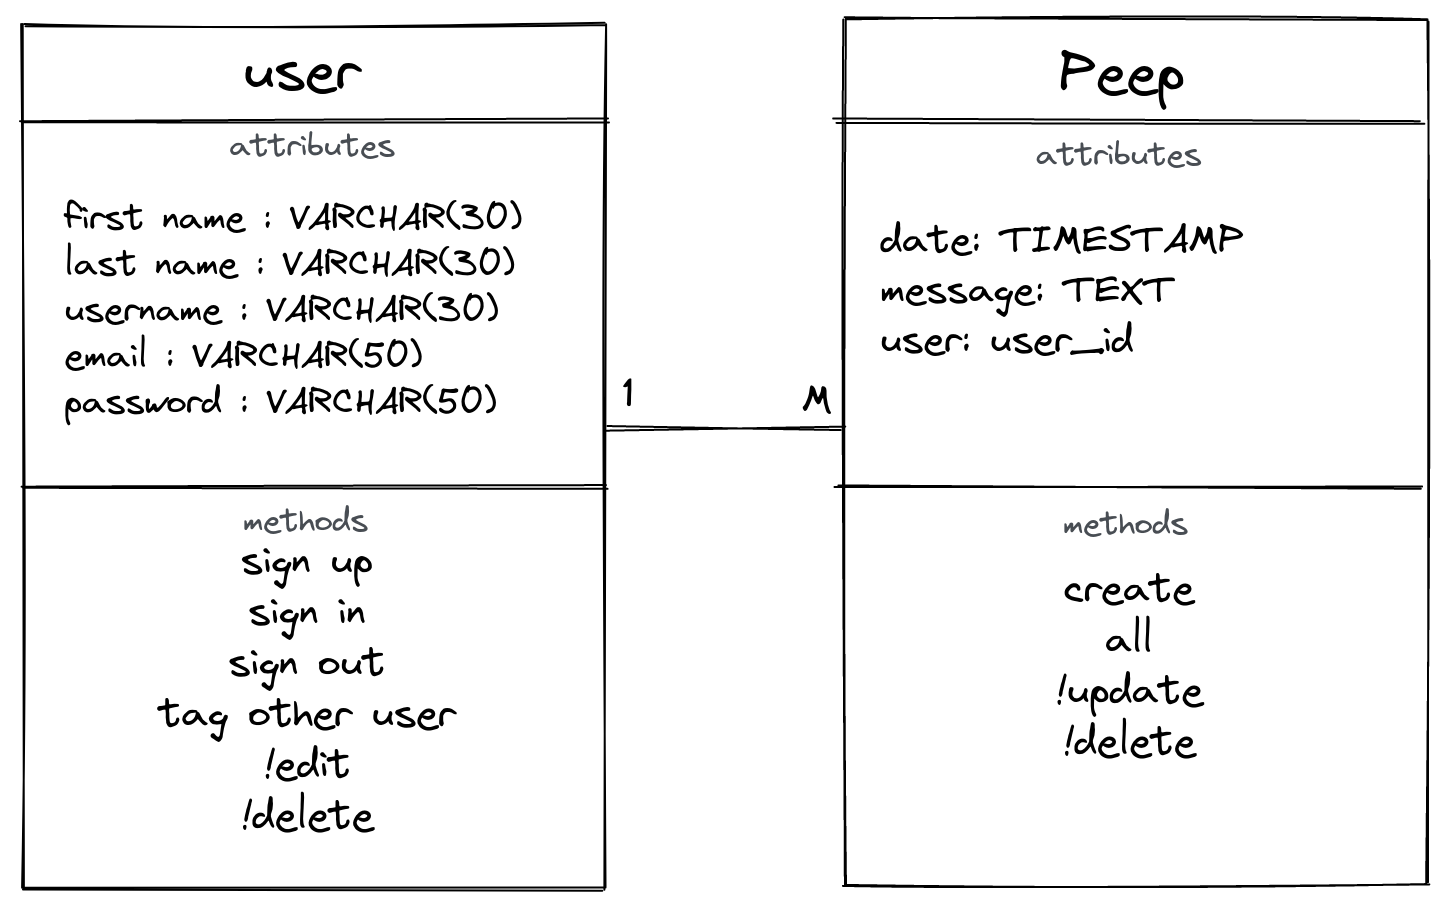 user
attributes
first name : VARCHAR(30)
last name : VARCHAR(30)
username : VARCHAR(30)
email : VARCHAR(50)
password : VARCHAR(50)
methods
sign up
sign in
sign out
tag other user
!edit
!delete
1
M
Peep
attributes
date: TIMESTAMP
message: TEXT
user: user_id
methods
create
all
!update
!delete